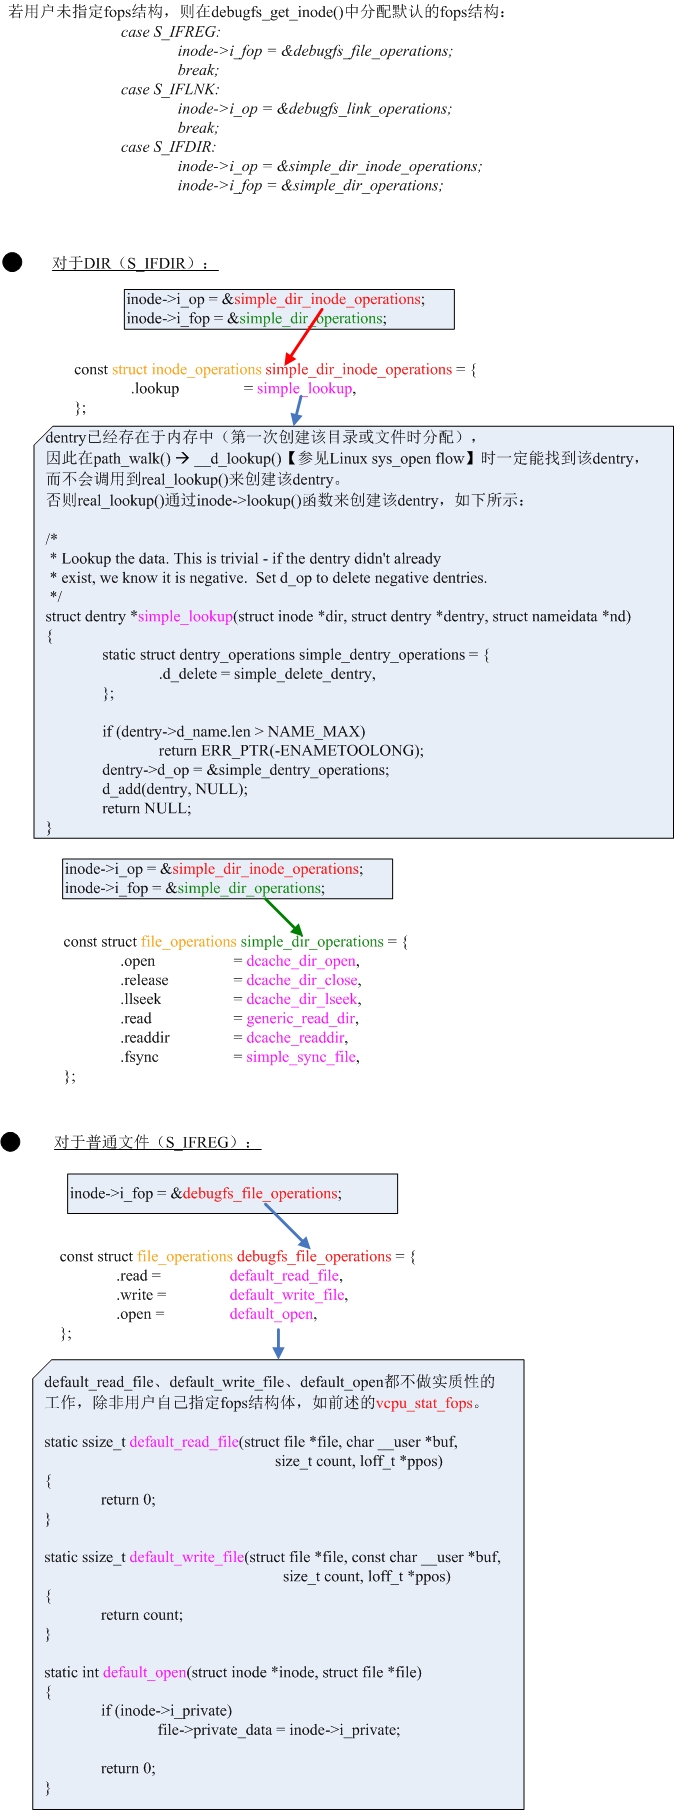 若用户未指定fops结构，则在debugfs_get_inode()中分配默认的fops结构：
case S_IFREG:
inode->i_fop = &debugfs_file_operations;
break;
case S_IFLNK:
inode->i_op = &debugfs_link_operations;
break;
case S_IFDIR:
inode->i_op = &simple_dir_inode_operations;
inode->i_fop = &simple_dir_operations;
对于DIR（S_IFDIR）：
inode->i_op = &simple_dir_inode_operations;
inode->i_fop = &simple_dir_operations;
const struct inode_operations simple_dir_inode_operations = {
.lookup = simple_lookup,
};
dentry已经存在于内存中（第一次创建该目录或文件时分配），
因此在path_walk() → __d_lookup()【参见Linux sys_open flow】时一定能找到该dentry，
而不会调用到real_lookup()来创建该dentry。
否则real_lookup()通过inode->lookup()函数来创建该dentry，如下所示：
/*
* Lookup the data. This is trivial - if the dentry didn't already
* exist, we know it is negative.  Set d_op to delete negative dentries.
*/
struct dentry *simple_lookup(struct inode *dir, struct dentry *dentry, struct nameidata *nd)
{
static struct dentry_operations simple_dentry_operations = {
.d_delete = simple_delete_dentry,
};
if (dentry->d_name.len > NAME_MAX)
return ERR_PTR(-ENAMETOOLONG);
dentry->d_op = &simple_dentry_operations;
d_add(dentry, NULL);
return NULL;
}
inode->i_op = &simple_dir_inode_operations;
inode->i_fop = &simple_dir_operations;
const struct file_operations simple_dir_operations = {
.open = dcache_dir_open,
.release = dcache_dir_close,
.llseek = dcache_dir_lseek,
.read = generic_read_dir,
.readdir = dcache_readdir,
.fsync = simple_sync_file,
};
对于普通文件（S_IFREG）：
inode->i_fop = &debugfs_file_operations;
const struct file_operations debugfs_file_operations = {
.read = default_read_file,
.write = default_write_file,
.open = default_open,
};
default_read_file、default_write_file、default_open都不做实质性的
工作，除非用户自己指定fops结构体，如前述的vcpu_stat_fops。
static ssize_t default_read_file(struct file *file, char __user *buf,
size_t count, loff_t *ppos)
{
return 0;
}
static ssize_t default_write_file(struct file *file, const char __user *buf,
size_t count, loff_t *ppos)
{
return count;
}
static int default_open(struct inode *inode, struct file *file)
{
if (inode->i_private)
file->private_data = inode->i_private;
return 0;
}